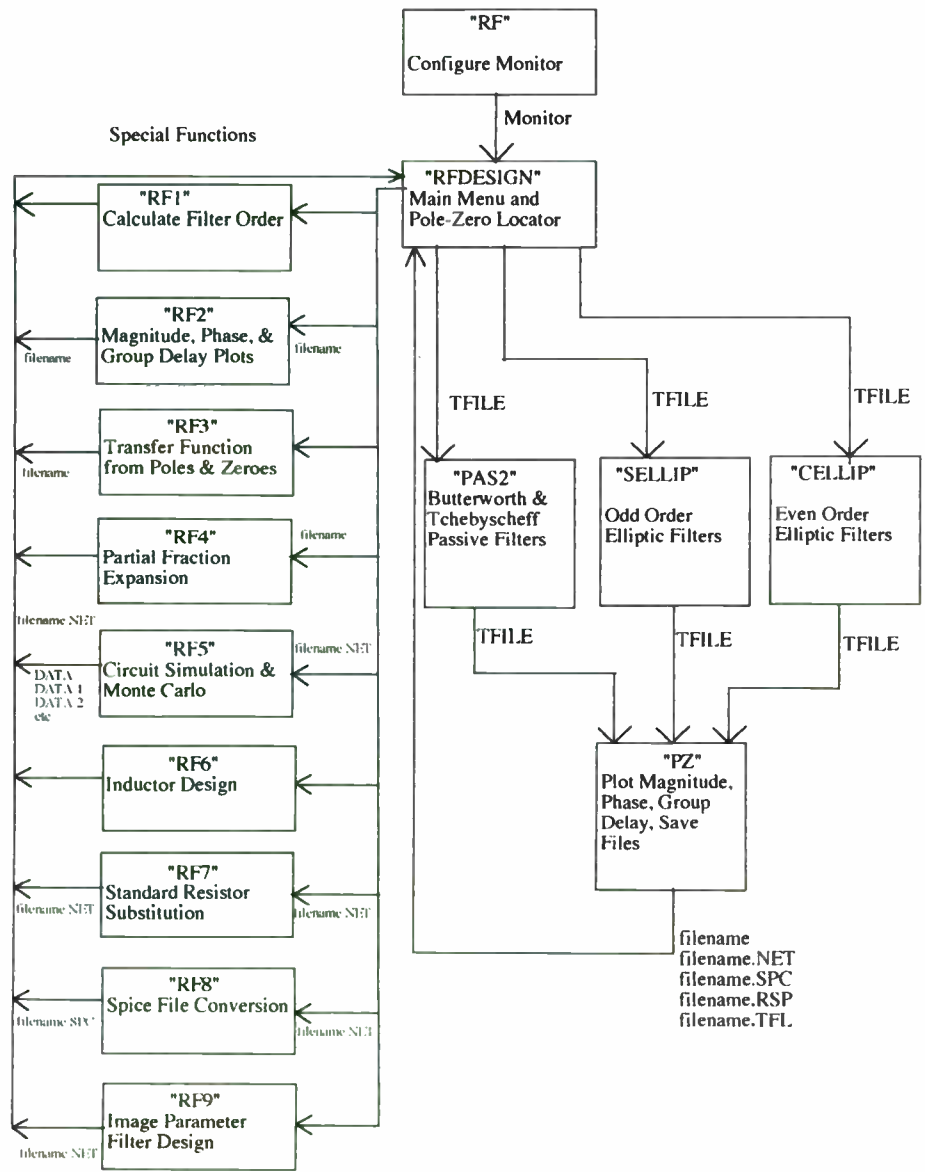 "RF"
Configure Monitor
Monitor
Special Functions
"RFDESIGN"
Main Menu and
Pole-Zero Locator
"RF1"
Calculate Filter Order
"RF2"
Magnitude, Phase, &
Group Delay Plots
filename
filename
"RF3"
Transfer Function
from Poles & Zeroes
filename
"RF4"
Partial Fraction
Expansion
filename
filename NET
"RF5"
Circuit Simulation &
Monte Carlo
filename NET
DATA
DATA 1
DATA 2
etc
"RF6"
Inductor Design
"RF7"
Standard Resistor
Substitution
filename NET
filename NET
"RF8"
Spice File Conversion
filename SPC
filename NET
"RF9"
Image Parameter
Filter Design
filename NET
TFILE
TFILE
TFILE
"PAS2"
Butterworth &
Tchebyscheff
Passive Filters
"SELLIP"
Odd Order
Elliptic Filters
"CELLIP"
Even Order
Elliptic Filters
TFILE
TFILE
TFILE
"PZ"
Plot Magnitude,
Phase, Group
Delay, Save
Files
filename
filename.NET
filename.SPC
filename.RSP
filename.TFL